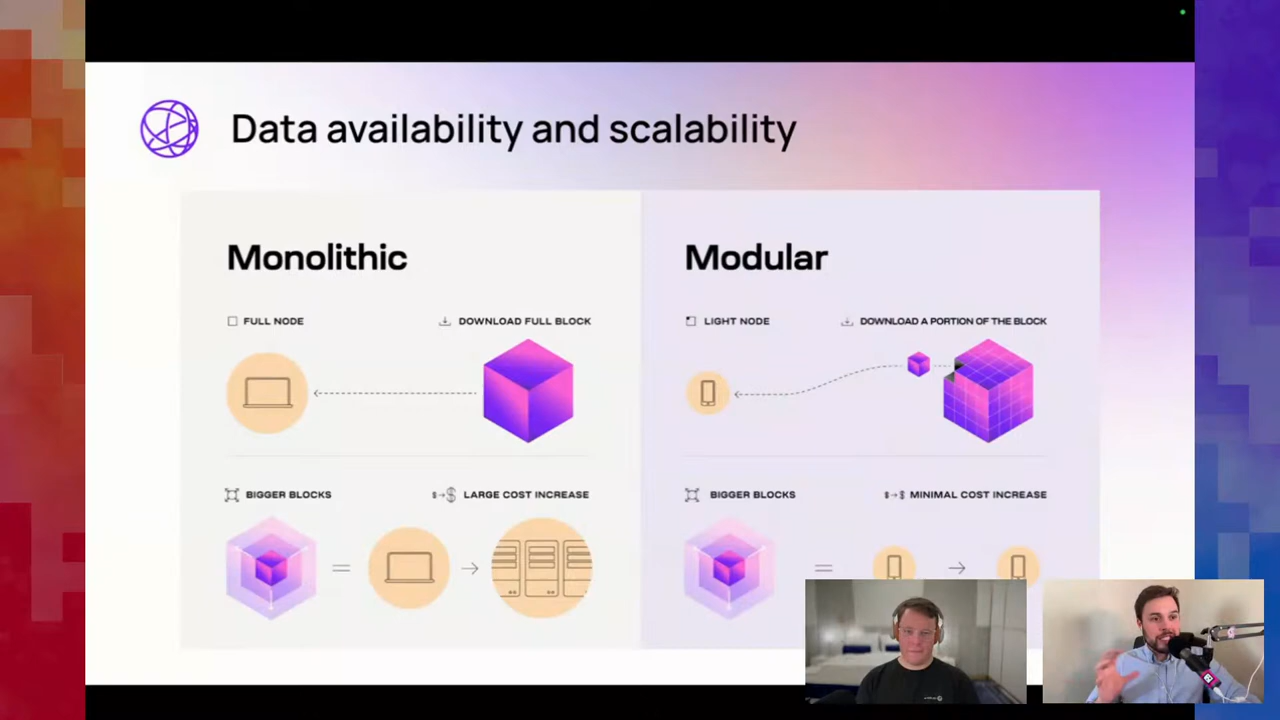 Data availability and scalability
Monolithic
FULL NODE
DOWNLOAD FULL BLOCK
BIGGER BLOCKS
$→$ LARGE COST INCREASE
Modular
LIGHT NODE
DOWNLOAD A PORTION OF THE BLOCK
BIGGER BLOCKS
$→$ MINIMAL COST INCREASE